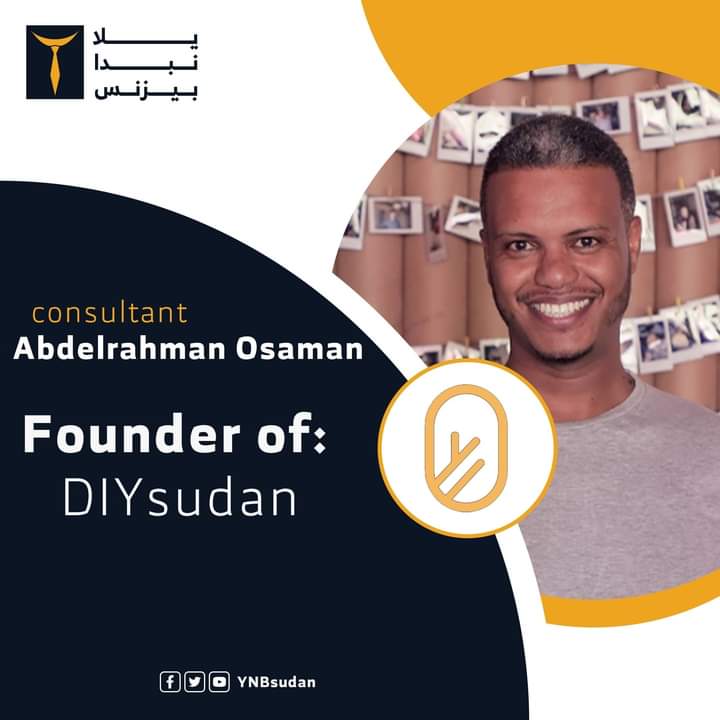 يلا
نبدا
بيزنس
consultant
Abdelrahman Osaman
Founder of:
DIYsudan
YNBsudan